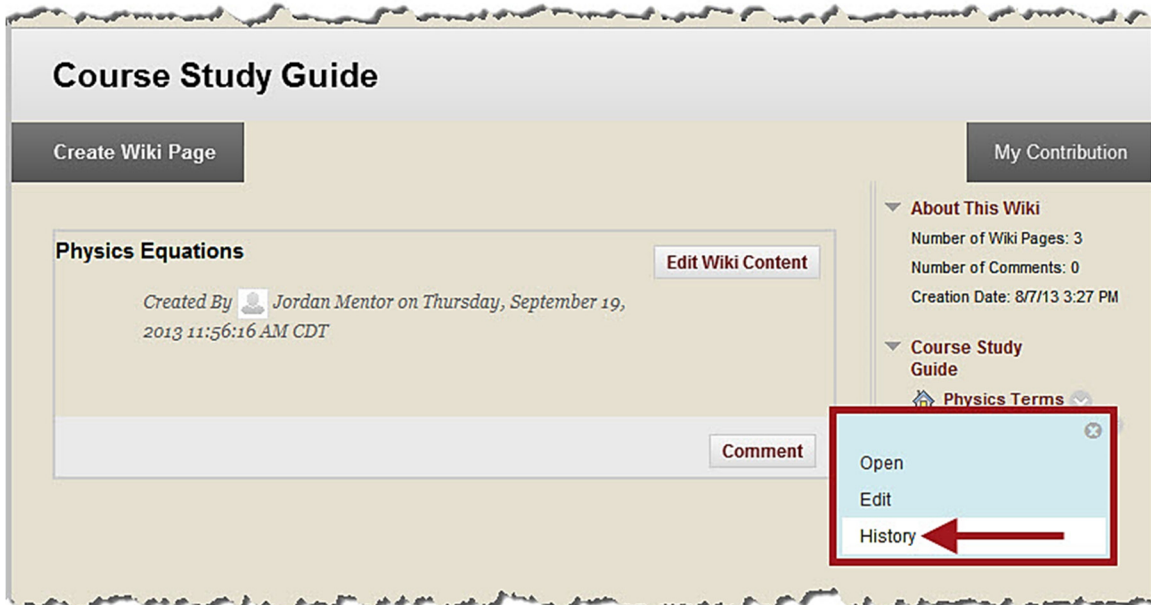 Course Study Guide
Create Wiki Page
My Contribution
Physics Equations
Edit Wiki Content
Created By Jordan Mentor on Thursday, September 19,
2013 11:56:16 AM CDT
Comment
About This Wiki
Number of Wiki Pages: 3
Number of Comments: 0
Creation Date: 8/7/13 3:27 PM
Course Study
Guide
Physics Terms
Open
Edit
History